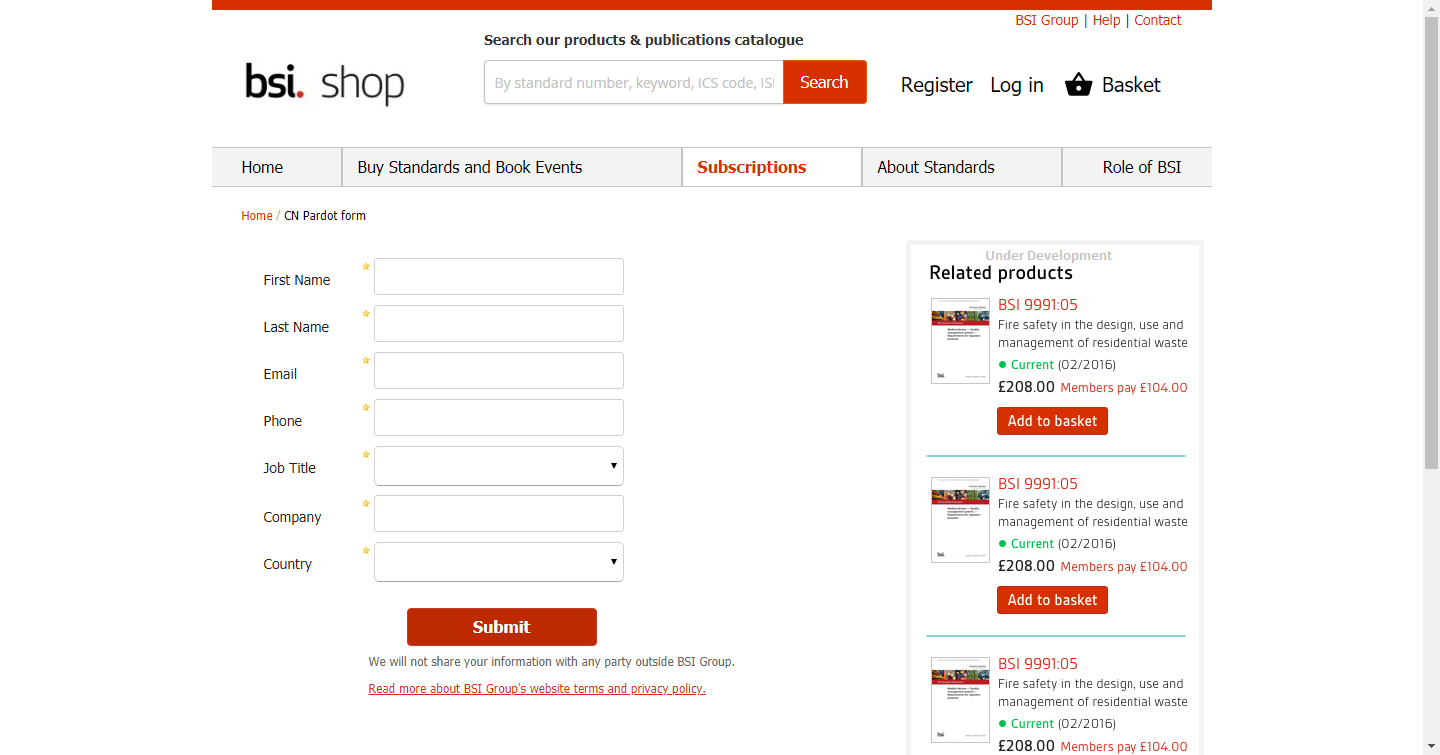 BSI Group | Help | Contact
Search our products & publications catalogue
bsi. shop
By standard number, keyword, ICS code, ISI
Search
Register Log in Basket
Home Buy Standards and Book Events Subscriptions About Standards Role of BSI
Home / CN Pardot form
First Name
Last Name
Email
Phone
Job Title
Company
Country
Submit
We will not share your information with any party outside BSI Group.
Read more about BSI Group's website terms and privacy policy.
Under Development
Related products
BSI 9991:05
Fire safety in the design, use and
management of residential waste
Current (02/2016)
£208.00 Members pay £104.00
Add to basket
BSI 9991:05
Fire safety in the design, use and
management of residential waste
Current (02/2016)
£208.00 Members pay £104.00
Add to basket
BSI 9991:05
Fire safety in the design, use and
management of residential waste
Current (02/2016)
£208.00 Members pay £104.00